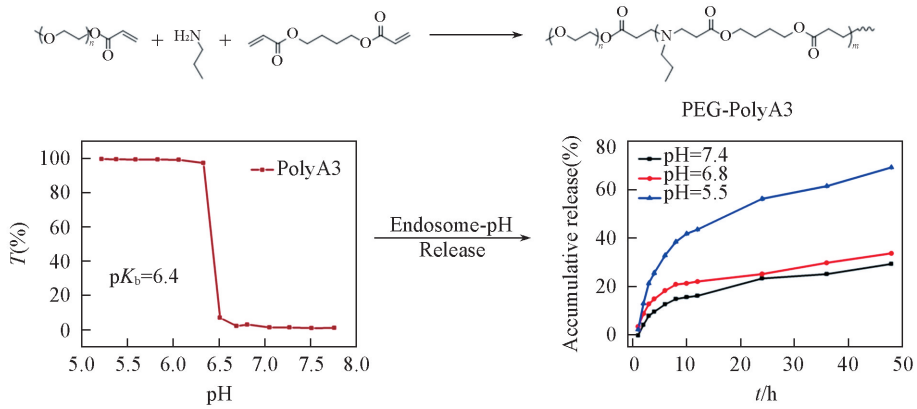 O
n
O
O
+
H₂N
+
O
O
O
O
O
n
O
O
N
O
O
O
O
m
PEG-PolyA3
PolyA3
pKb=6.4
T(%)
100
80
60
40
20
0
5.0 5.5 6.0 6.5 7.0 7.5 8.0
pH
Endosome-pH
Release
pH=7.4
pH=6.8
pH=5.5
Accumulative release(%)
80
60
40
20
0
0 10 20 30 40 50
t/h